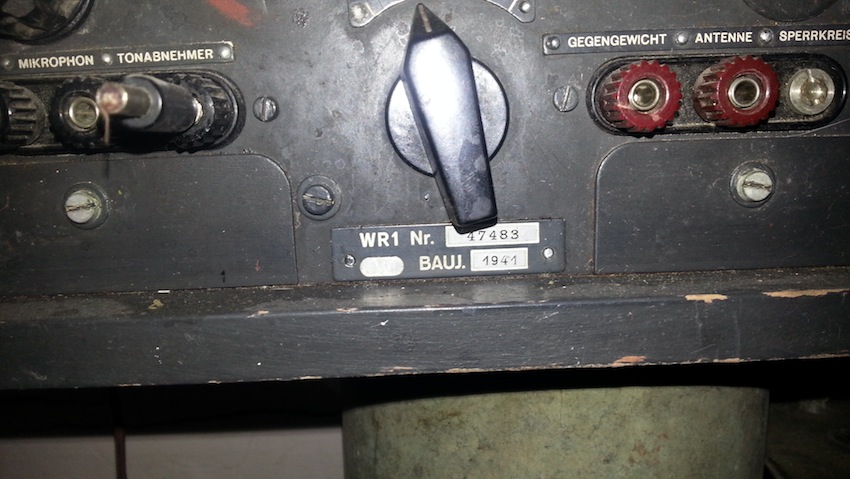 MIKROPHON TONABNEHMER
GEGENGEWICHT ANTENNE SPERRKREIS
WR1 Nr. 47483
BAUJ. 1941